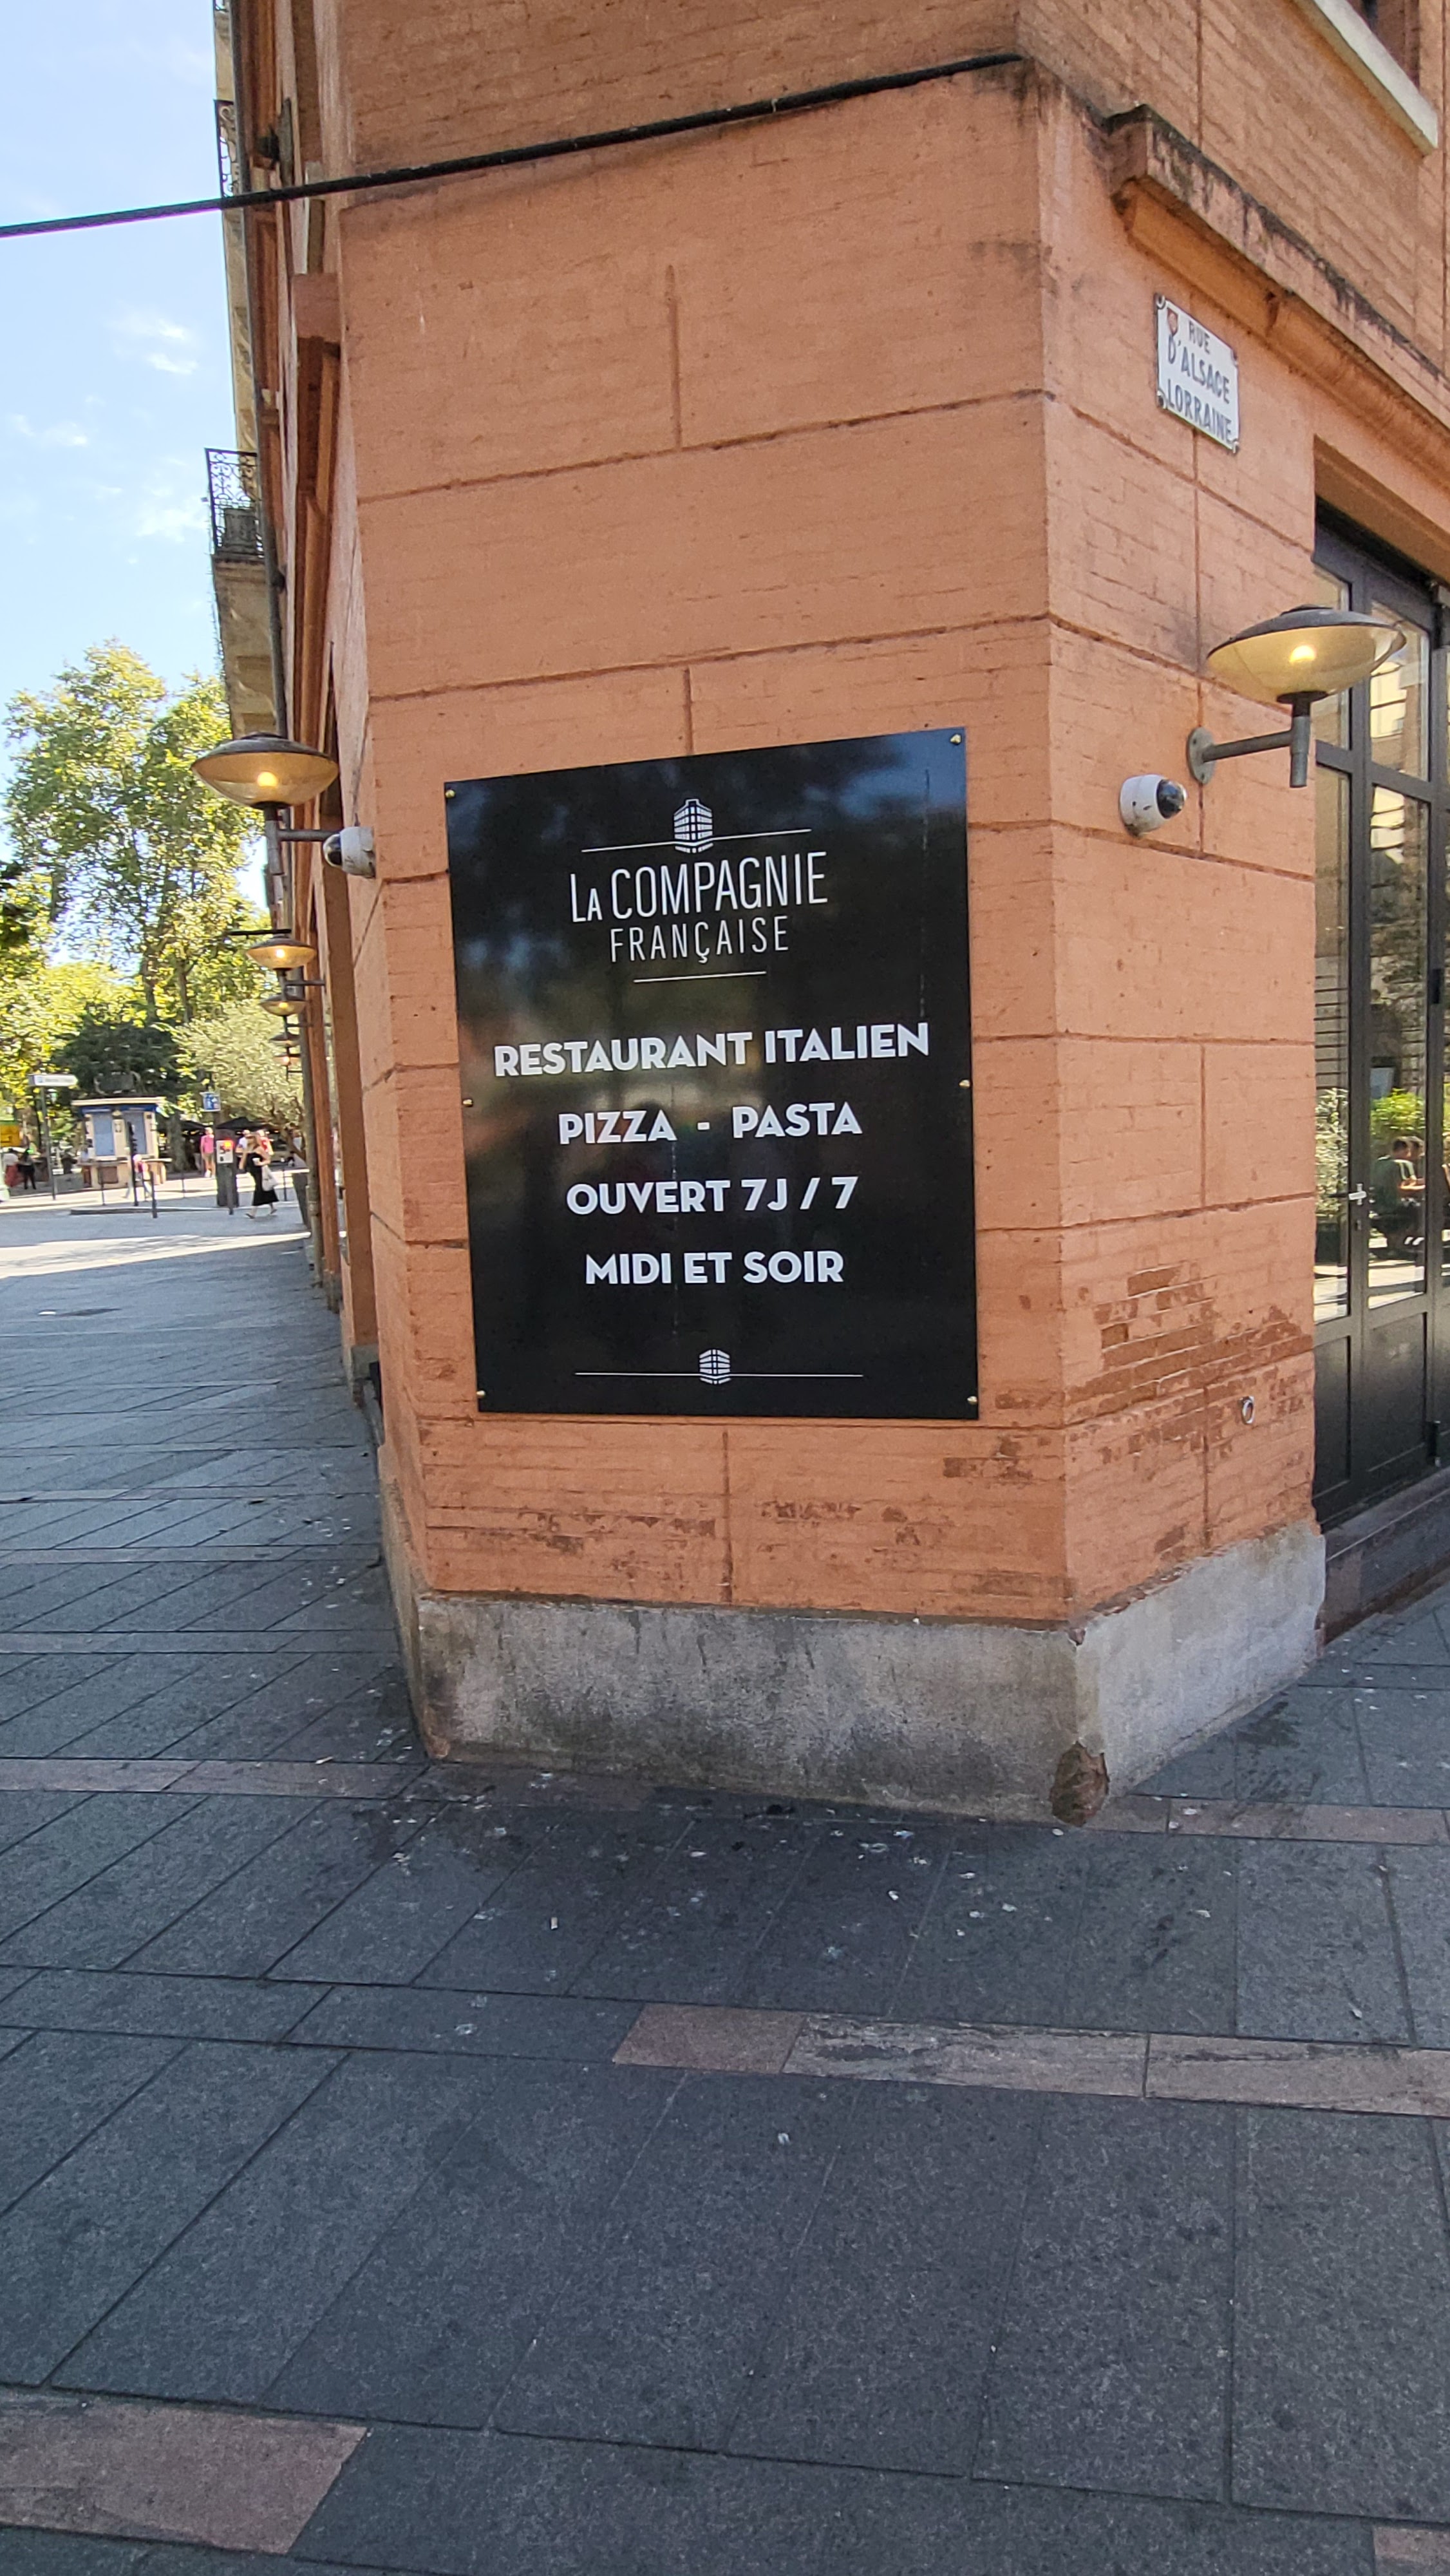 RUE
D'ALSACE
LORRAINE
LA COMPAGNIE
FRANÇAISE
RESTAURANT ITALIEN
PIZZA - PASTA
OUVERT 7J / 7
MIDI ET SOIR